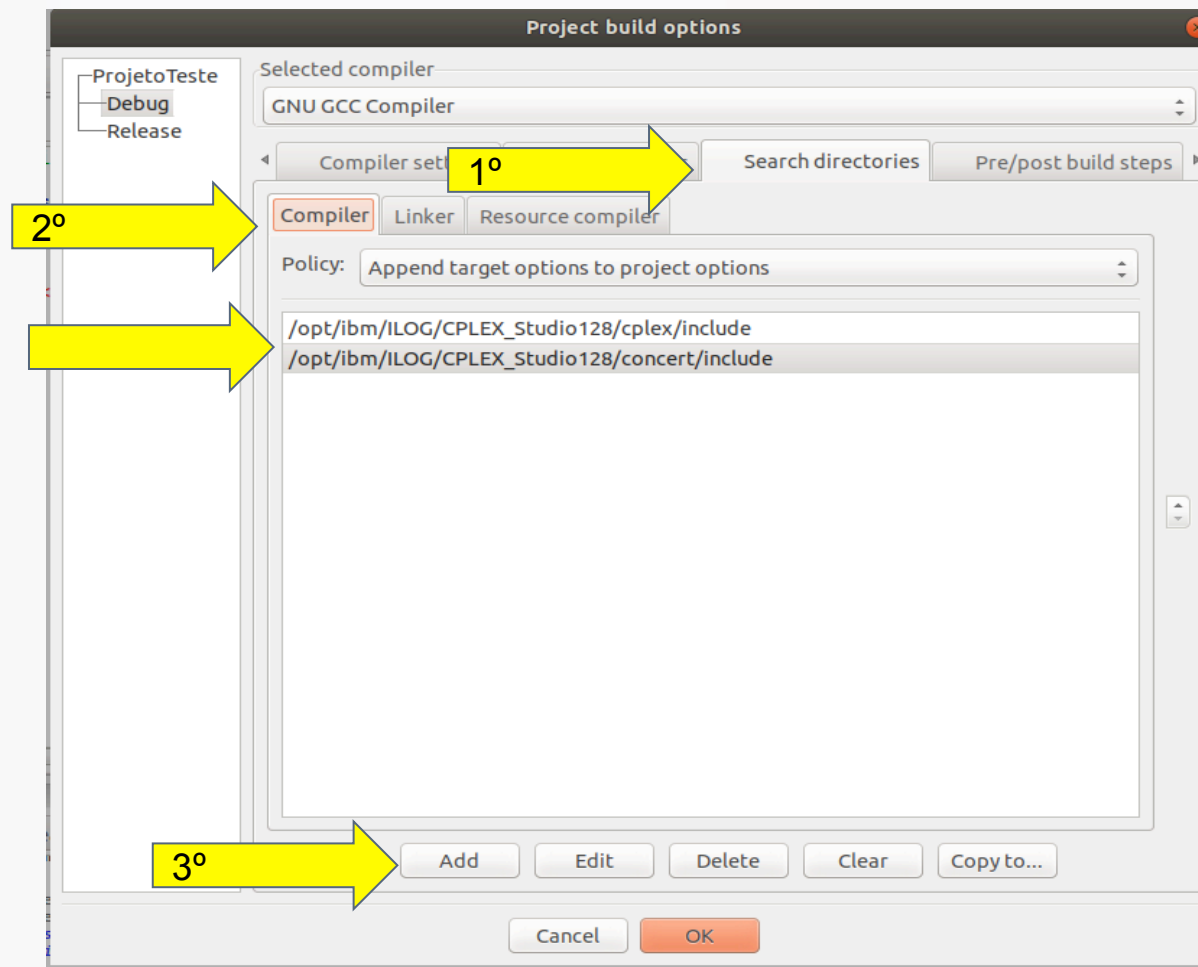 Project build options
ProjetoTeste
Debug
Release
Selected compiler
GNU GCC Compiler
Compiler sett
1º
Search directories
Pre/post build steps
2º
Compiler
Linker
Resource compiler
Policy:
Append target options to project options
/opt/ibm/ILOG/CPLEX_Studio128/cplex/include
/opt/ibm/ILOG/CPLEX_Studio128/concert/include
3º
Add
Edit
Delete
Clear
Copy to...
Cancel
OK